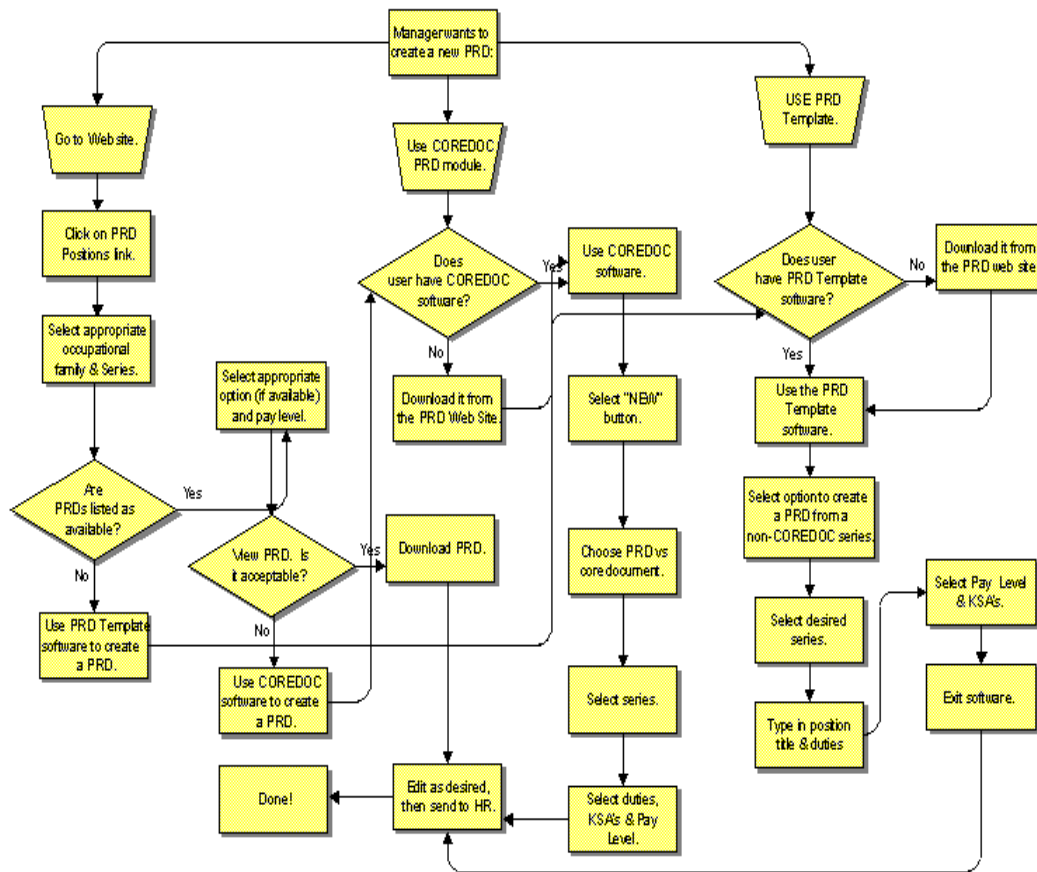 Manager wants to
create a new PRD:
Go to Web site.
Use COREDOC
PRD module.
USE PRD
Template.
Click on PRD
Positions link.
Does
user have COREDOC
software?
Yes
Use COREDOC
software.
Does user
have PRD Template
software?
No
Download it from
the PRD web site
Select appropriate
occupational
family & Series.
Select appropriate
option (if available)
and pay level.
No
Download it from
the PRD Web Site.
Select "NEW"
button.
Yes
Use the PRD
Template
software.
Are
PRDs listed as
available?
Yes
View PRD. Is
it acceptable?
Yes
Download PRD.
Choose PRD vs
core document.
Select option to create
a PRD from a
non-COREDOC series.
No
Use PRD Template
software to create
a PRD.
No
Use COREDOC
software to create
a PRD.
Select series.
Select desired
series.
Select Pay Level
& KSA's.
Type in position
title & duties
Exit software.
Done!
Edit as desired,
then send to HR.
Select duties,
KSA's & Pay
Level.